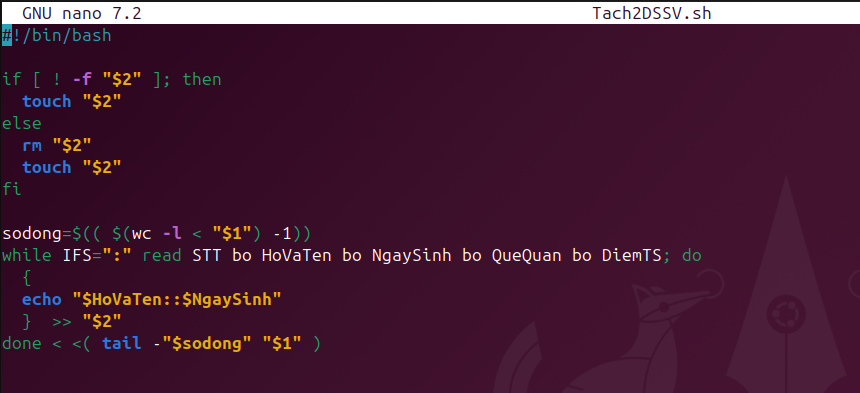 GNU nano 7.2 Tach2DSSV.sh
#!/bin/bash
if [ ! -f "$2" ]; then
touch "$2"
else
rm "$2"
touch "$2"
fi
sodong=$(( $(wc -l < "$1") -1))
while IFS=":" read STT bo HoVaTen bo NgaySinh bo QueQuan bo DiemTS; do
{
echo "$HoVaTen::$NgaySinh"
} >> "$2"
done < <( tail -"$sodong" "$1" )